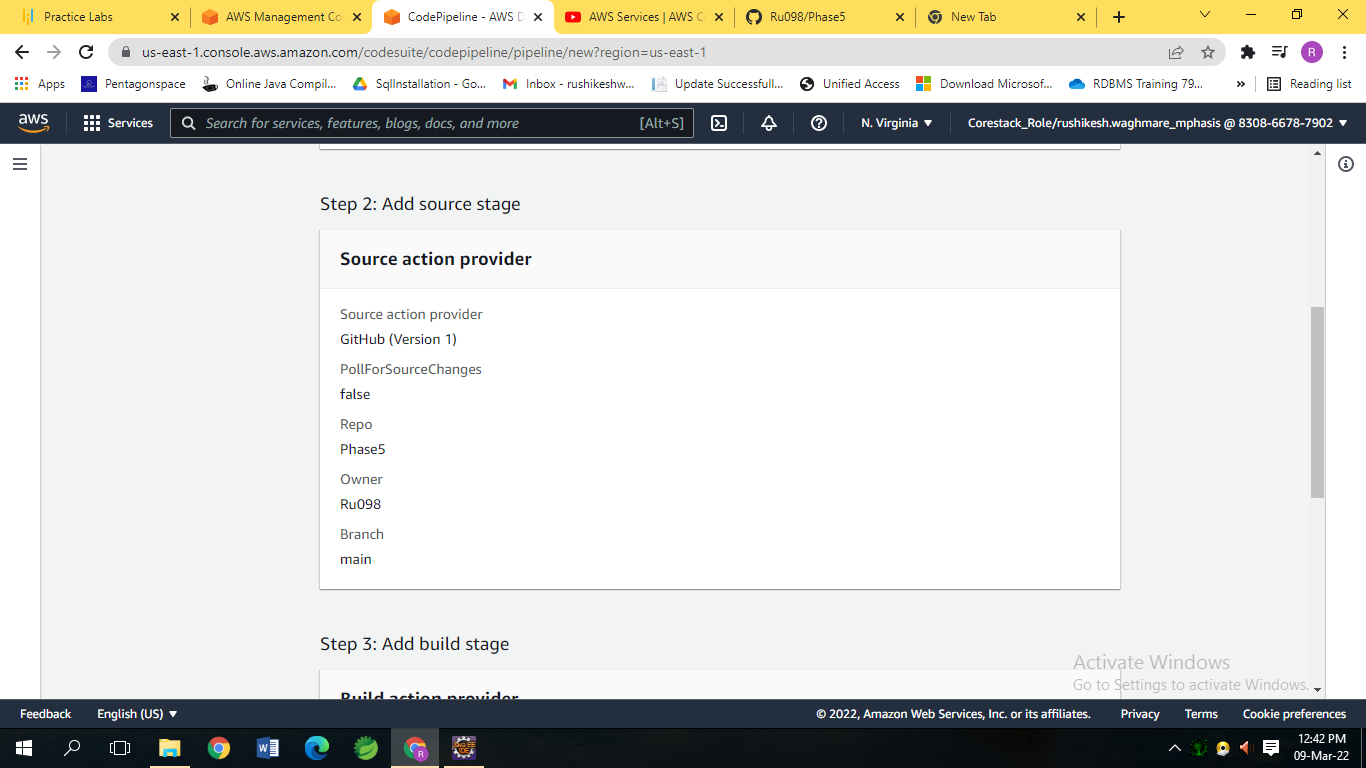 Practice Labs
AWS Management Co
CodePipeline - AWS D
AWS Services | AWS C
Ru098/Phase5
New Tab
us-east-1.console.aws.amazon.com/codesuite/codepipeline/pipeline/new?region=us-east-1
R
Apps
Pentagonspace
Online Java Compil...
SqlInstallation - Go...
Inbox - rushikeshw...
Update Successfull...
Unified Access
Download Microsof...
RDBMS Training 79...
»
Reading list
aws
Services
Search for services, features, blogs, docs, and more
[Alt+S]
N. Virginia
Corestack_Role/rushikesh.waghmare_mphasis @ 8308-6678-7902
Step 2: Add source stage
Source action provider
Source action provider
GitHub (Version 1)
PollForSourceChanges
false
Repo
Phase5
Owner
Ru098
Branch
main
Step 3: Add build stage
Build action provider
Activate Windows
Go to Settings to activate Windows.
Feedback
English (US)
© 2022, Amazon Web Services, Inc. or its affiliates.
Privacy
Terms
Cookie preferences
R
Java EE
IDE
12:42 PM
09-Mar-22